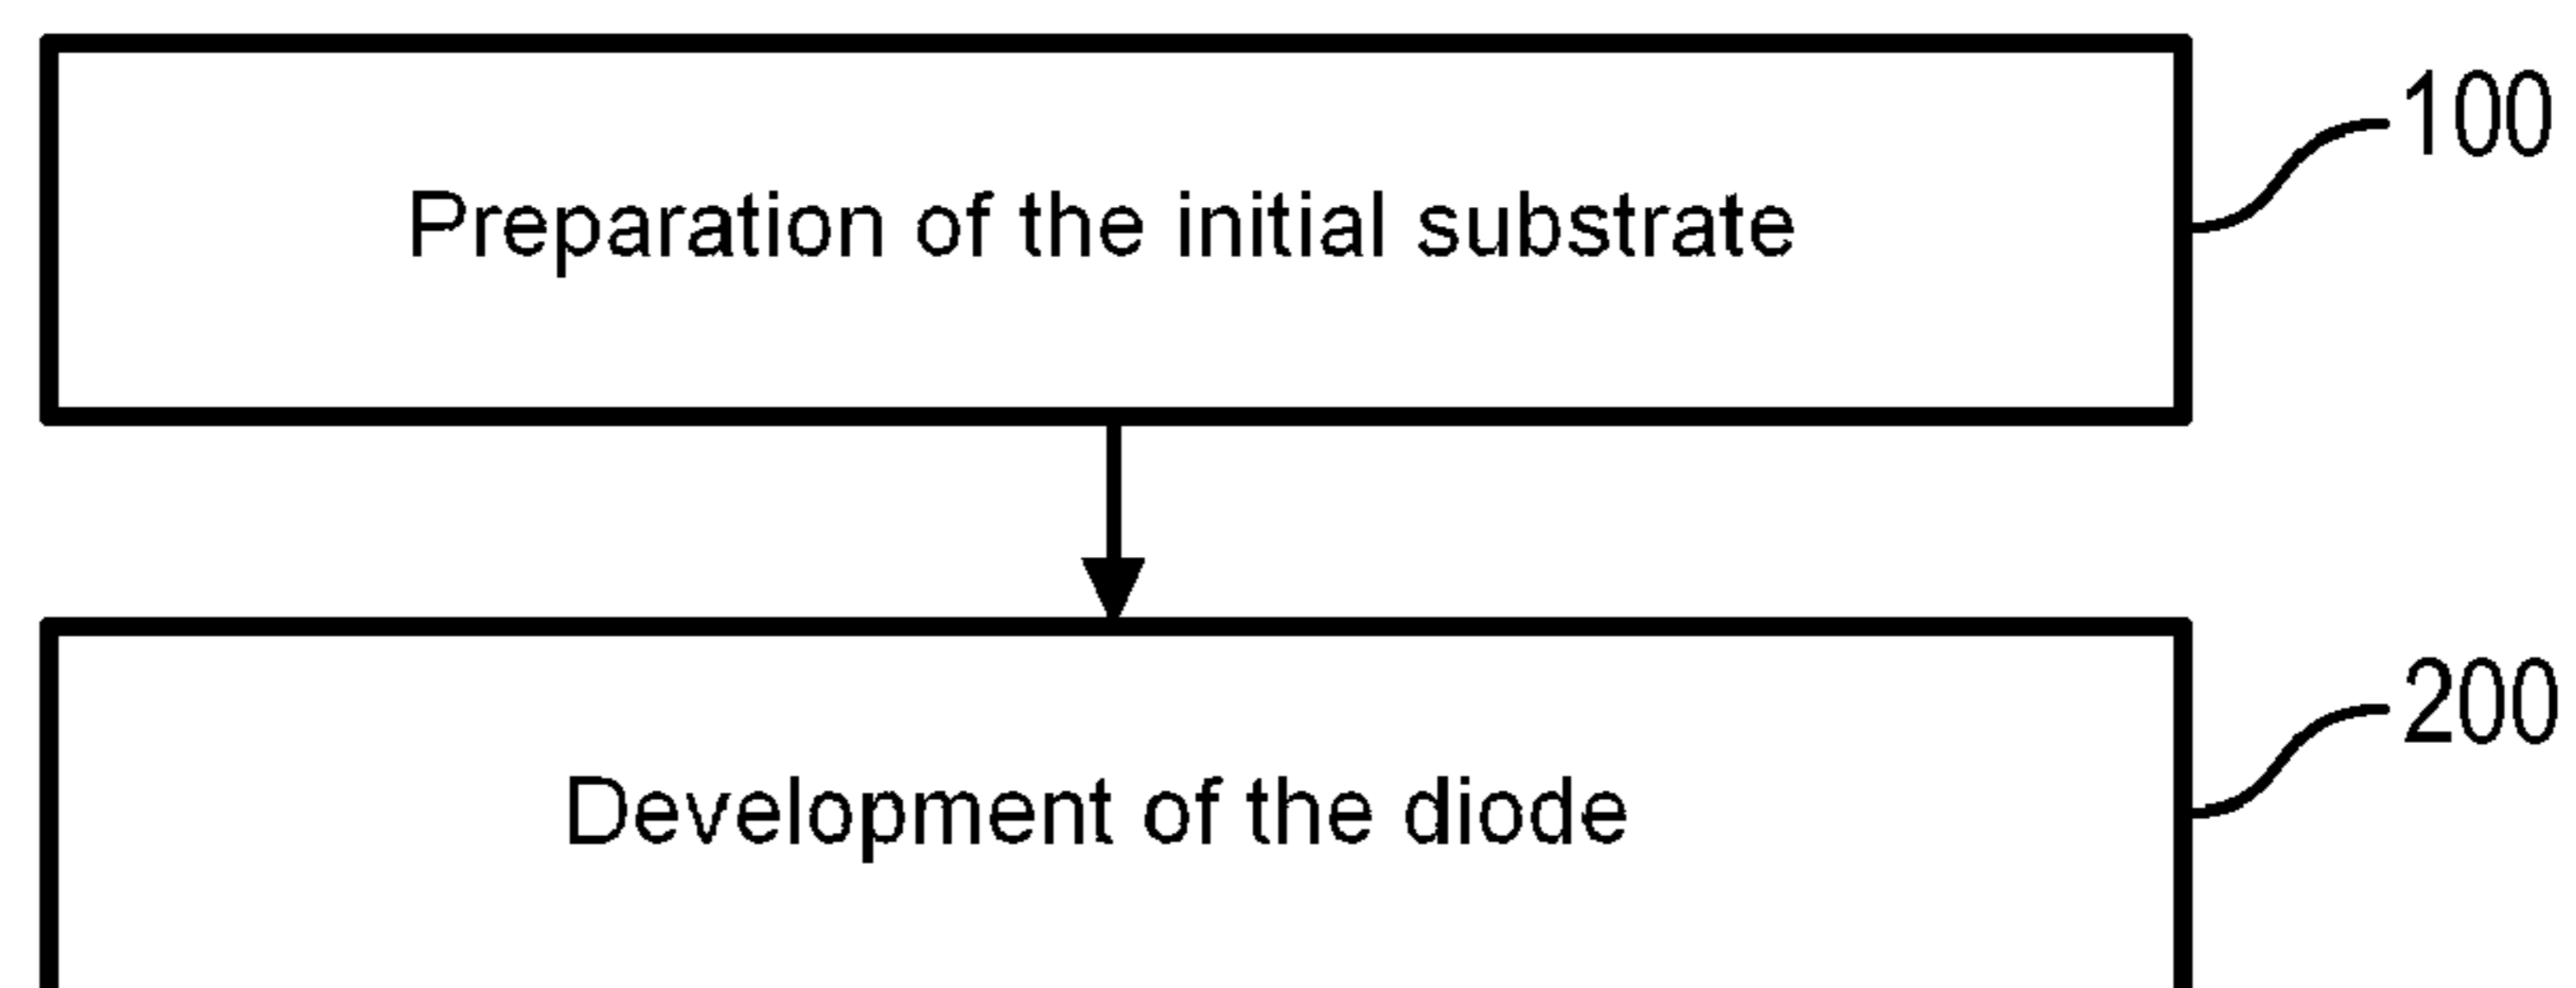 100
Preparation of the initial substrate
200
Development of the diode